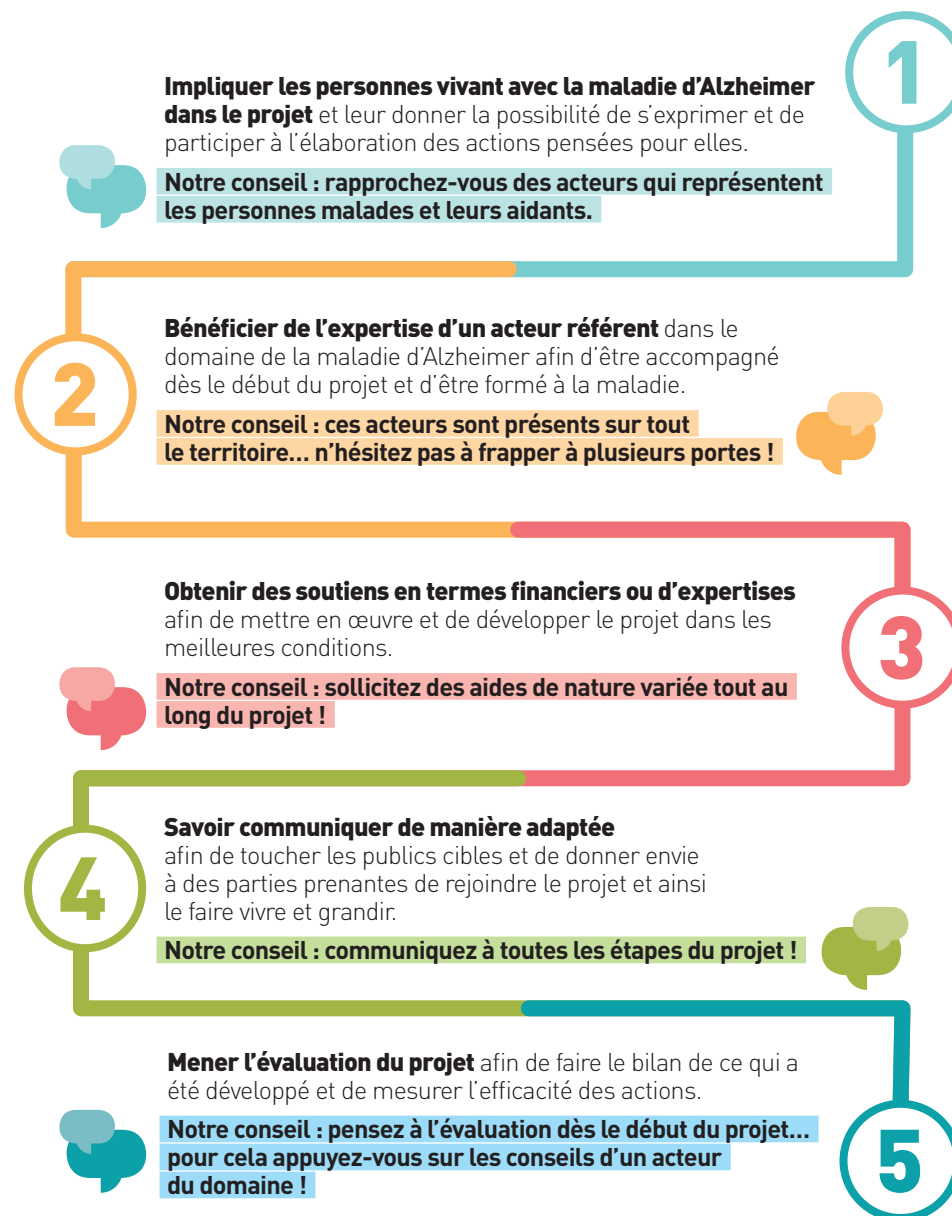 1
Impliquer les personnes vivant avec la maladie d'Alzheimer
dans le projet et leur donner la possibilité de s'exprimer et de
participer à l'élaboration des actions pensées pour elles.
Notre conseil : rapprochez-vous des acteurs qui représentent
les personnes malades et leurs aidants.
2
Bénéficier de l'expertise d'un acteur référent dans le
domaine de la maladie d'Alzheimer afin d'être accompagné
dès le début du projet et d'être formé à la maladie.
Notre conseil : ces acteurs sont présents sur tout
le territoire... n'hésitez pas à frapper à plusieurs portes !
3
Obtenir des soutiens en termes financiers ou d'expertises
afin de mettre en œuvre et de développer le projet dans les
meilleures conditions.
Notre conseil : sollicitez des aides de nature variée tout au
long du projet !
4
Savoir communiquer de manière adaptée
afin de toucher les publics cibles et de donner envie
à des parties prenantes de rejoindre le projet et ainsi
le faire vivre et grandir.
Notre conseil : communiquez à toutes les étapes du projet !
5
Mener l'évaluation du projet afin de faire le bilan de ce qui a
été développé et de mesurer l'efficacité des actions.
Notre conseil : pensez à l'évaluation dès le début du projet...
pour cela appuyez-vous sur les conseils d'un acteur
du domaine !